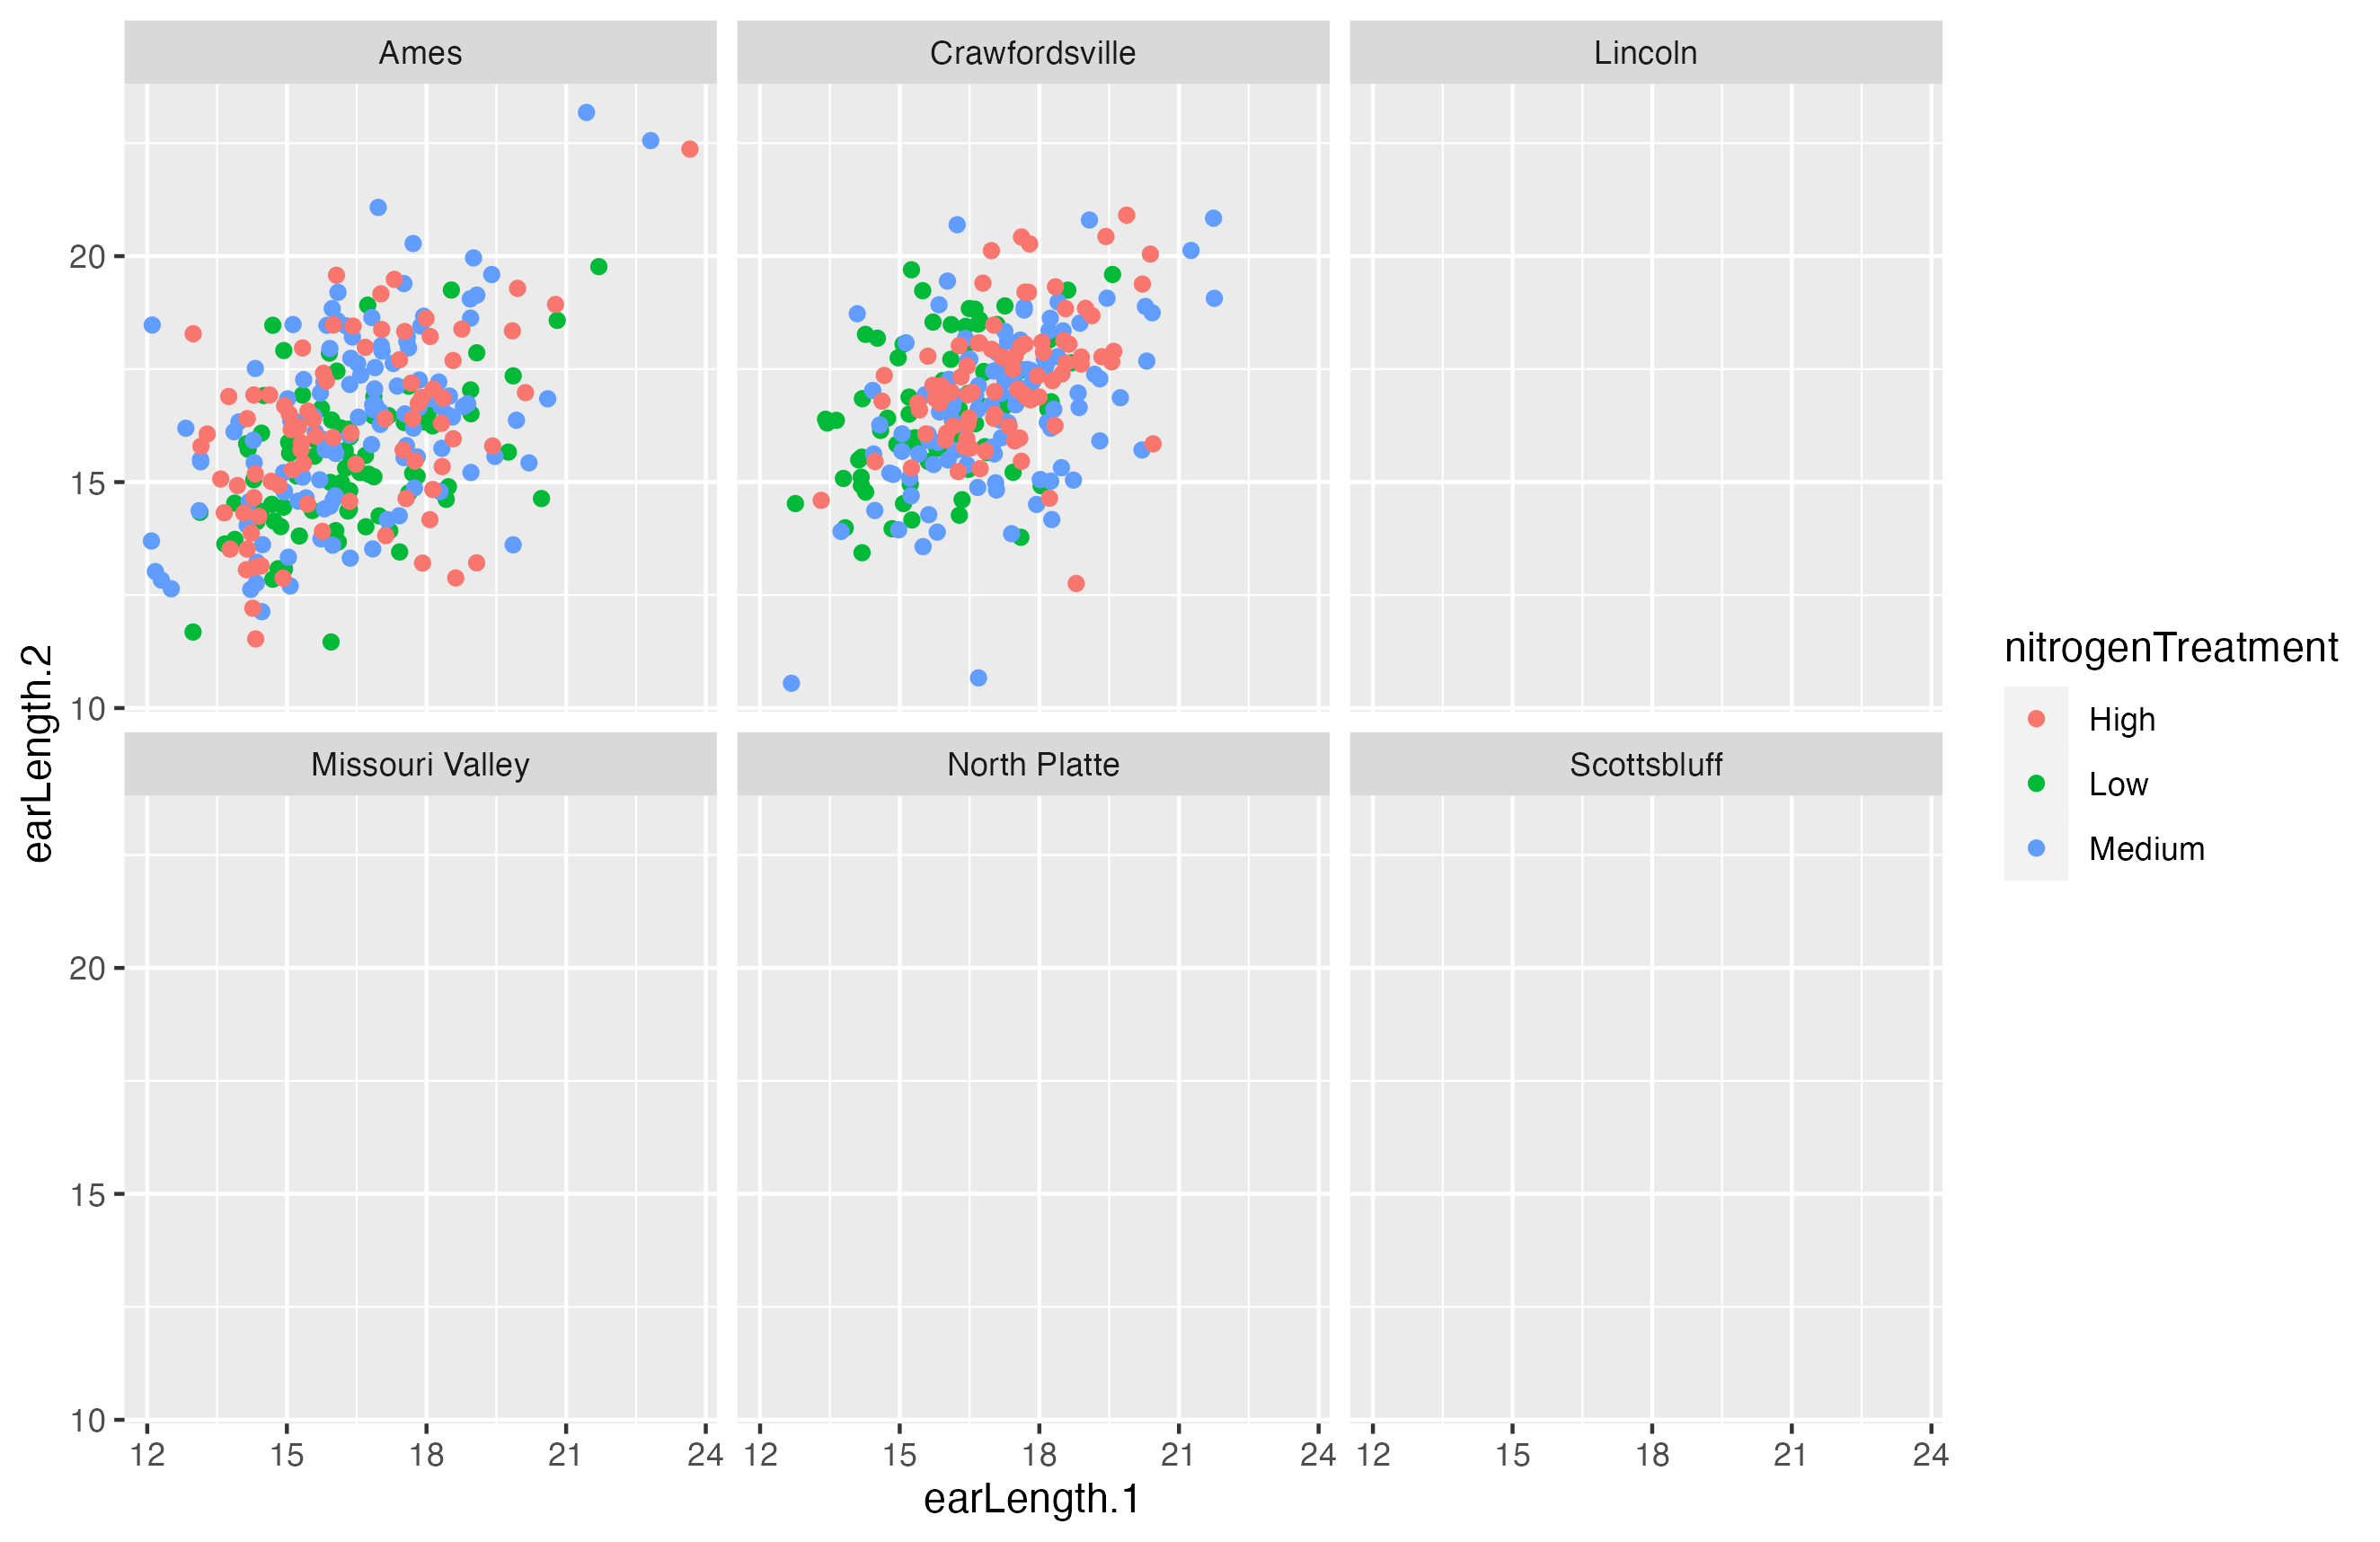 Ames Crawfordsville Lincoln
20
15
10
Missouri Valley North Platte Scottsbluff
20
15
10
12 15 18 21 24 12 15 18 21 24 12 15 18 21 24
earLength.1
earLength.2
nitrogenTreatment
High
Low
Medium